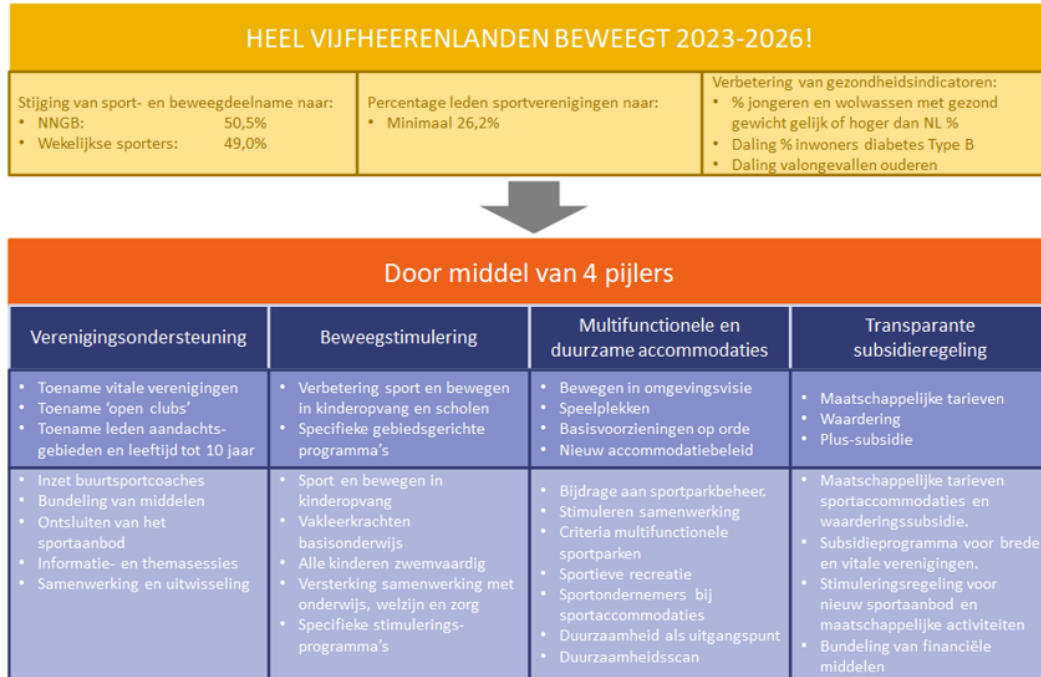 HEEL VIJFHEERENLANDEN BEWEEGT 2023-2026!
Stijging van sport- en beweegdeelname naar:
• NNGB: 50,5%
• Wekelijkse sporters: 49,0%
Percentage leden sportverenigingen naar:
• Minimaal 26,2%
Verbetering van gezondheidsindicatoren:
• % jongeren en wolwassen met gezond
gewicht gelijk of hoger dan NL %
• Daling % inwoners diabetes Type B
• Daling valongevallen ouderen
Door middel van 4 pijlers
Verenigingsondersteuning
• Toename vitale verenigingen
• Toename ‘open clubs’
• Toename leden aandachts-
gebieden en leeftijd tot 10 jaar
• Inzet buurtsportcoaches
• Bundeling van middelen
• Ontsluiten van het
sportaanbod
• Informatie- en themasessies
• Samenwerking en uitwisseling
Beweegstimulering
• Verbetering sport en bewegen
in kinderopvang en scholen
• Specifieke gebiedsgerichte
programma’s
• Sport en bewegen in
kinderopvang
• Vakleerkrachten
basisonderwijs
• Alle kinderen zwemvaardig
• Versterking samenwerking met
onderwijs, welzijn en zorg
• Specifieke stimulerings-
programma’s
Multifunctionele en
duurzame accommodaties
• Bewegen in omgevingsvisie
• Speelplekken
• Basisvoorzieningen op orde
• Nieuw accommodatiebeleid
• Bijdrage aan sportparkbeheer.
• Stimuleren samenwerking
• Criteria multifunctionele
sportparken
• Sportieve recreatie
• Sportondernemers bij
sportaccommodaties
• Duurzaamheid als uitgangspunt
• Duurzaamheidsscan
Transparante
subsidieregeling
• Maatschappelijke tarieven
• Waardering
• Plus-subsidie
• Maatschappelijke tarieven
sportaccommodaties en
waarderingssubsidie.
• Subsidieprogramma voor brede
en vitale verenigingen.
• Stimuleringsregeling voor
nieuw sportaanbod en
maatschappelijke activiteiten
• Bundeling van financiële
middelen